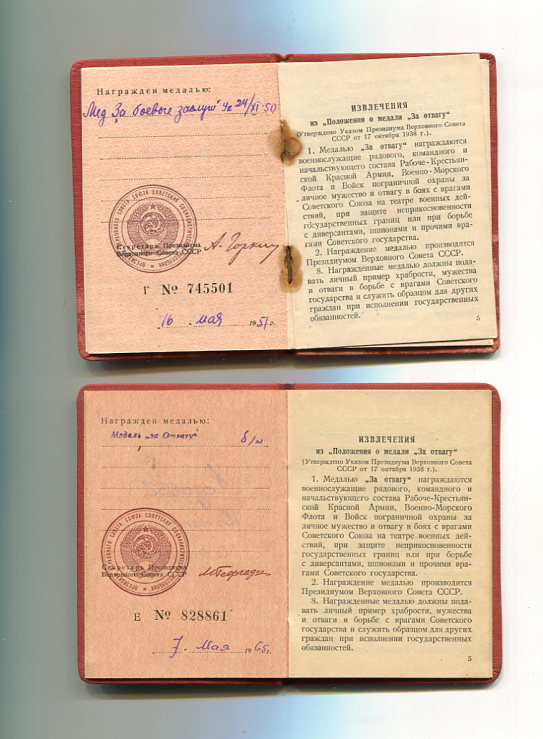 Награжден медалью:
Мед. „За боевые заслуги" Ук 24/XI-50
Секретарь Президиума
Верховного Совета СССР
А. Горкин
Г № 745501
16 мая 1951 г.
ИЗВЛЕЧЕНИЯ
из „Положения о медали „За отвагу"
(Утверждено Указом Президиума Верховного Совета
СССР от 17 октября 1938 г.)
1. Медалью „За отвагу" награждаются
военнослужащие рядового, командного и
начальствующего состава Рабоче-Крестьян-
ской Красной Армии, Военно-Морского
Флота и Войск пограничной охраны за
личное мужество и отвагу в боях с врагами
Советского Союза на театре военных дей-
ствий, при защите неприкосновенности
государственных границ или при борьбе
с диверсантами, шпионами и прочими вра-
гами Советского государства.
2. Награждение медалью производится
Президиумом Верховного Совета СССР.
8. Награжденные медалью должны пода-
вать личный пример храбрости, мужества
и отваги в борьбе с врагами Советского
государства и служить образцом для других
граждан при исполнении государственных
обязанностей.
5
Награжден медалью:
Медаль „за Отвагу" б/н
Секретарь Президиума
Верховного Совета СССР
М. Георгадзе
Е № 828861
7 Мая 1965 г.
ИЗВЛЕЧЕНИЯ
из „Положения о медали „За отвагу"
(Утверждено Указом Президиума Верховного Совета
СССР от 17 октября 1938 г.)
1. Медалью „За отвагу" награждаются
военнослужащие рядового, командного и
начальствующего состава Рабоче-Крестьян-
ской Красной Армии, Военно-Морского
Флота и Войск пограничной охраны за
личное мужество и отвагу в боях с врагами
Советского Союза на театре военных дей-
ствий, при защите неприкосновенности
государственных границ или при борьбе
с диверсантами, шпионами и прочими вра-
гами Советского государства.
2. Награждение медалью производится
Президиумом Верховного Совета СССР.
8. Награжденные медалью должны пода-
вать личный пример храбрости, мужества
и отваги в борьбе с врагами Советского
государства и служить образцом для других
граждан при исполнении государственных
обязанностей.
5